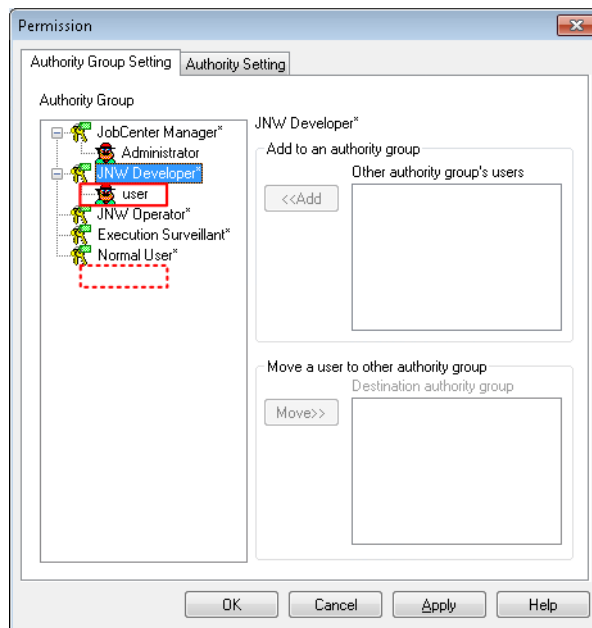 Permission
Authority Group Setting
Authority Setting
Authority Group
JobCenter Manager*
Administrator
JNW Developer*
user
JNW Operator*
Execution Surveillant*
Normal User*
JNW Developer*
Add to an authority group
Other authority group's users
<<Add
Move a user to other authority group
Destination authority group
Move>>
OK
Cancel
Apply
Help